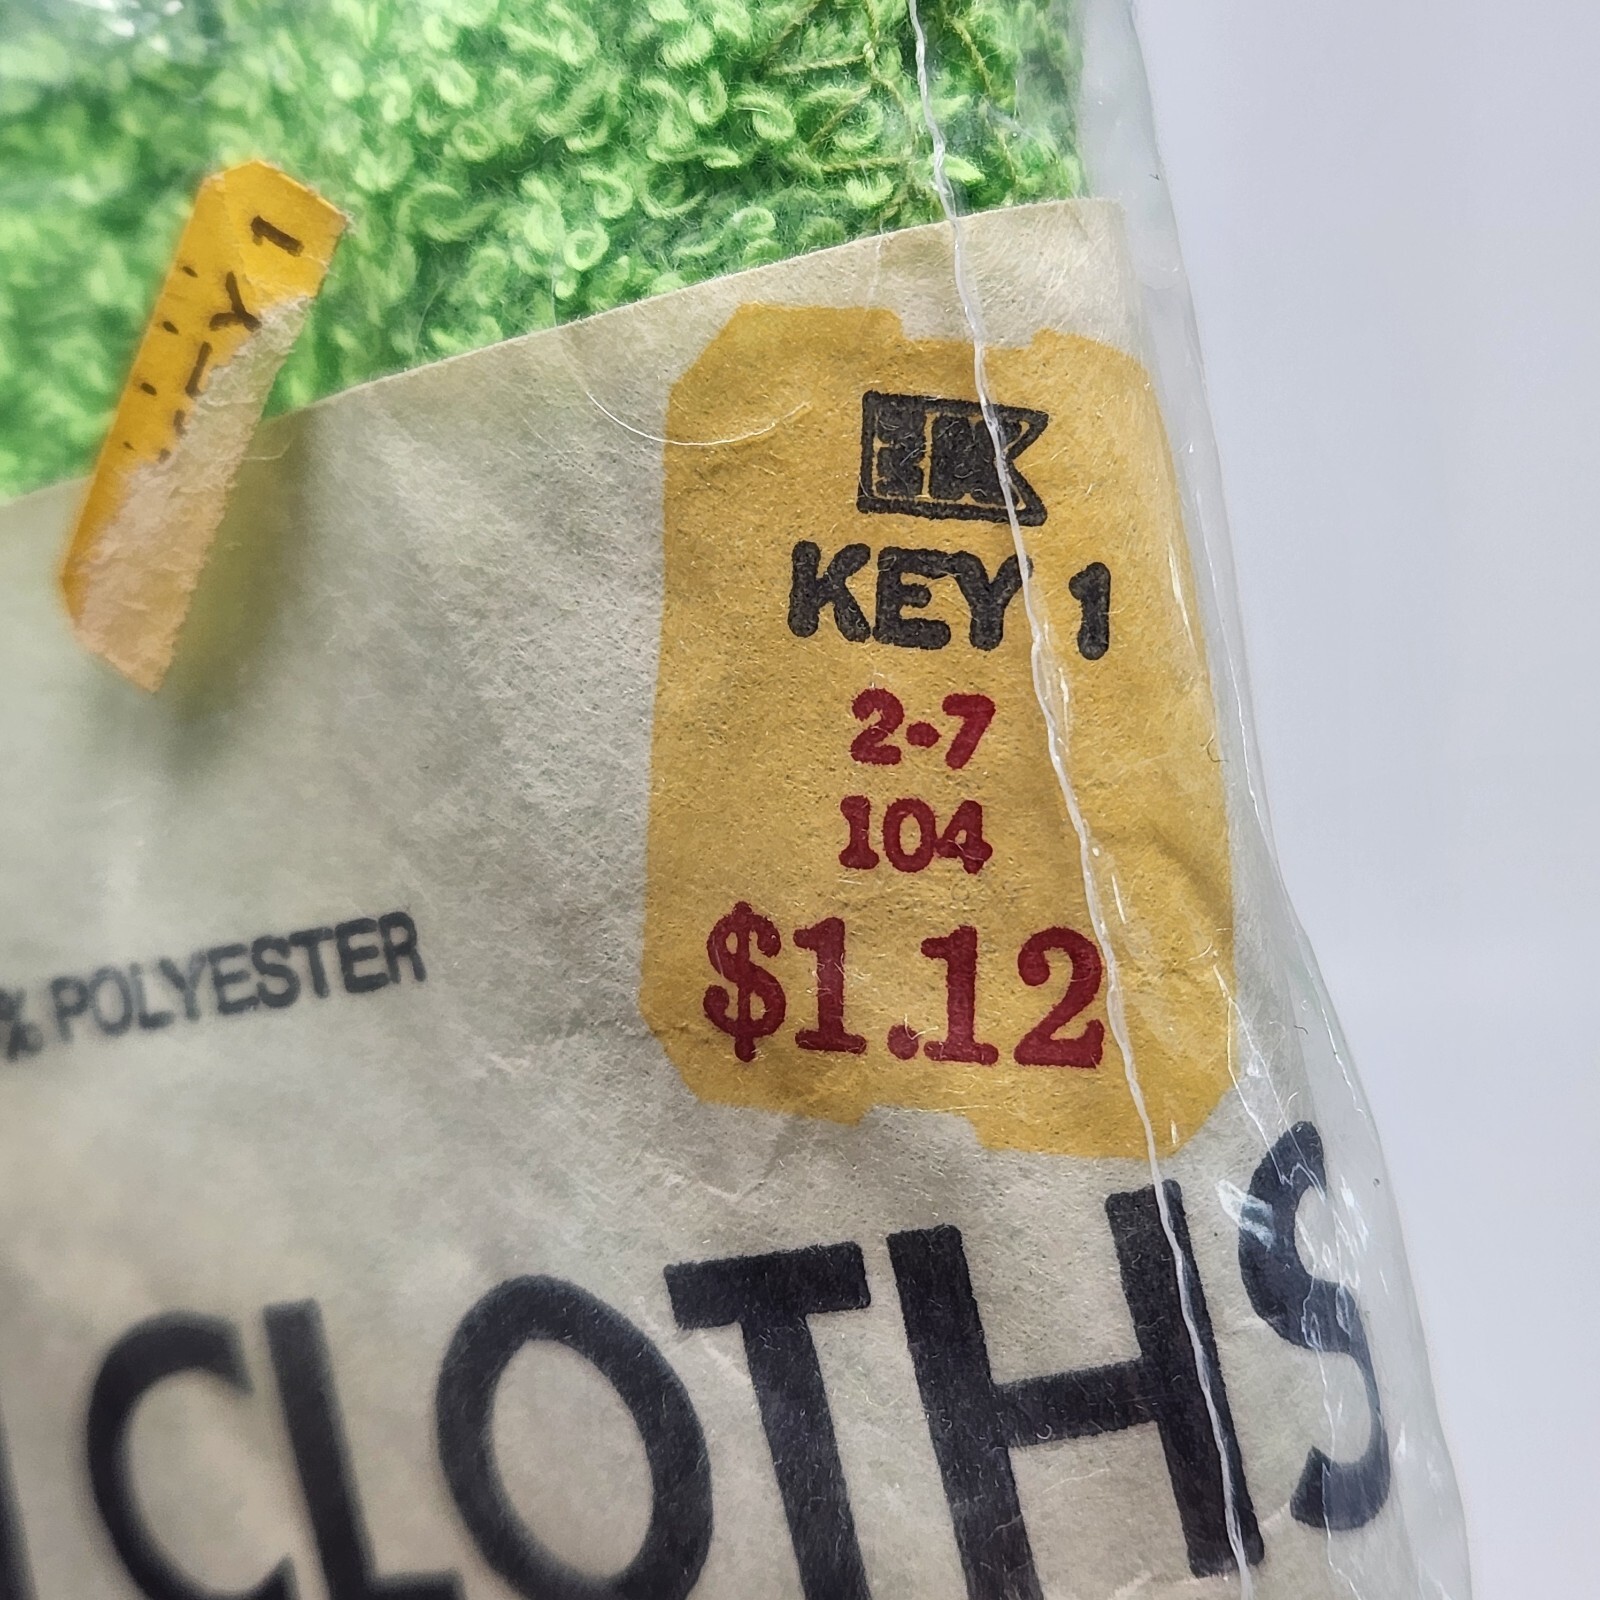 KEY 1
2-7
104
$1.12
% POLYESTER
CLOTHS